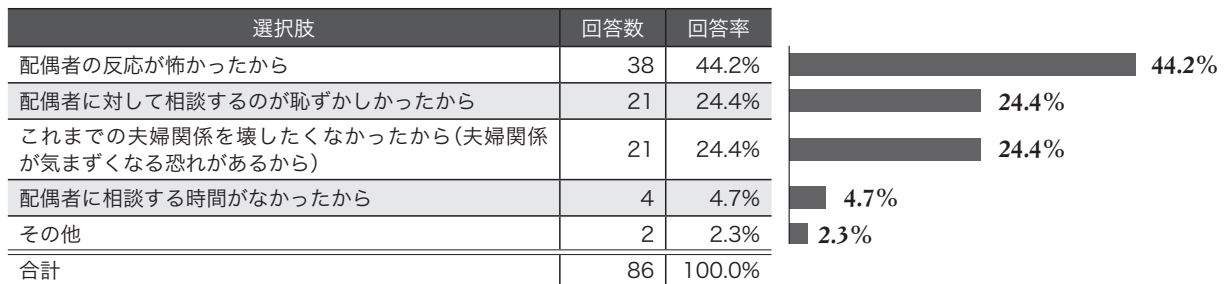 選択肢 回答数 回答率
配偶者の反応が怖かったから 38 44.2% 44.2%
配偶者に対して相談するのが恥ずかしかったから 21 24.4% 24.4%
これまでの夫婦関係を壊したくなかったから（夫婦関係
が気まずくなる恐れがあるから） 21 24.4% 24.4%
配偶者に相談する時間がなかったから 4 4.7% 4.7%
その他 2 2.3% 2.3%
合計 86 100.0%